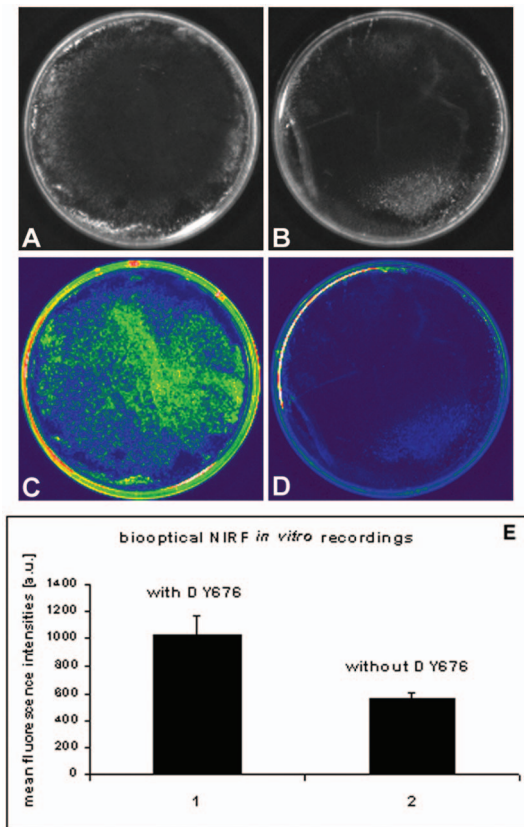 A
B
C
D
E
biooptical NIRF in vitro recordings
mean fluorescence intensities [a.u.]
1400
1200
1000
800
600
400
200
0
with DY676
without DY676
1
2